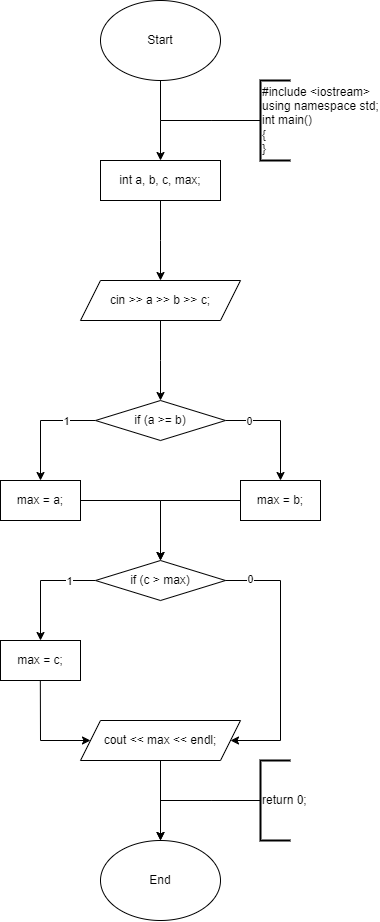 Start
#include <iostream>
using namespace std;
int main()
{
}
int a, b, c, max;
cin >> a >> b >> c;
if (a >= b)
1
0
max = a;
max = b;
if (c > max)
1
0
max = c;
cout << max << endl;
return 0;
End